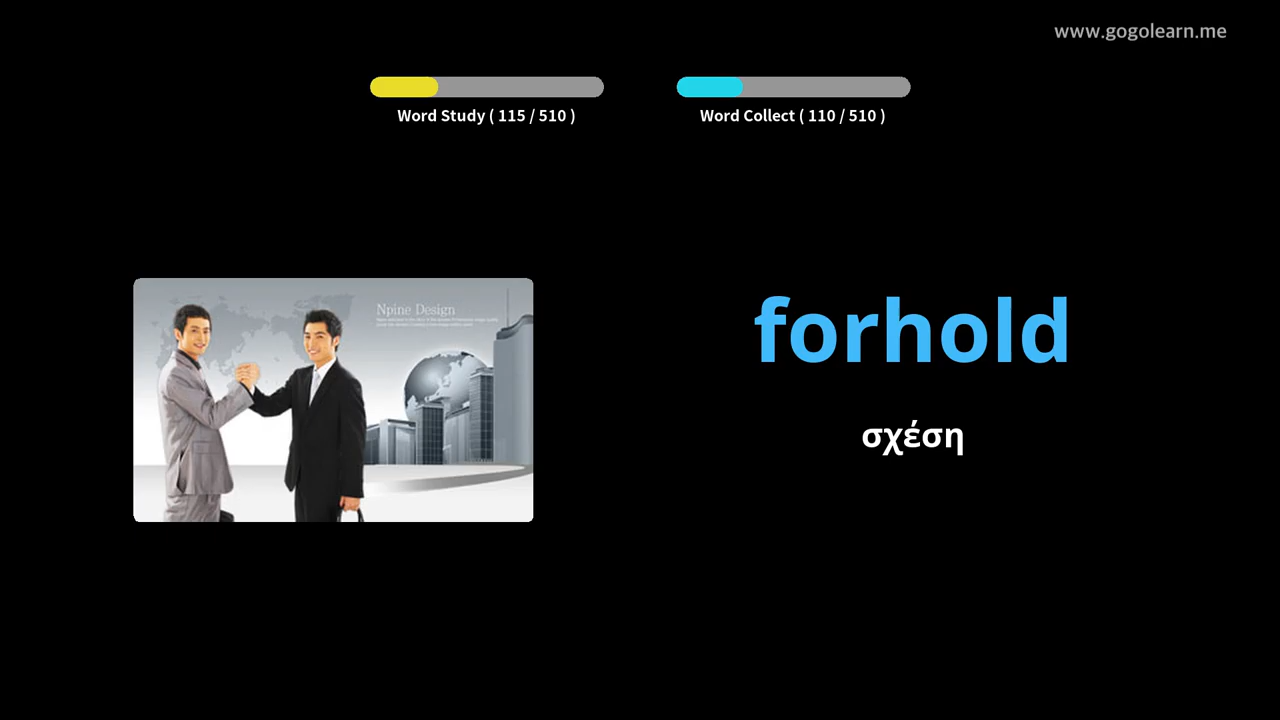 www.gogolearn.me
Word Study ( 115 / 510 )
Word Collect ( 110 / 510 )
Npine Design
forhold
σχέση